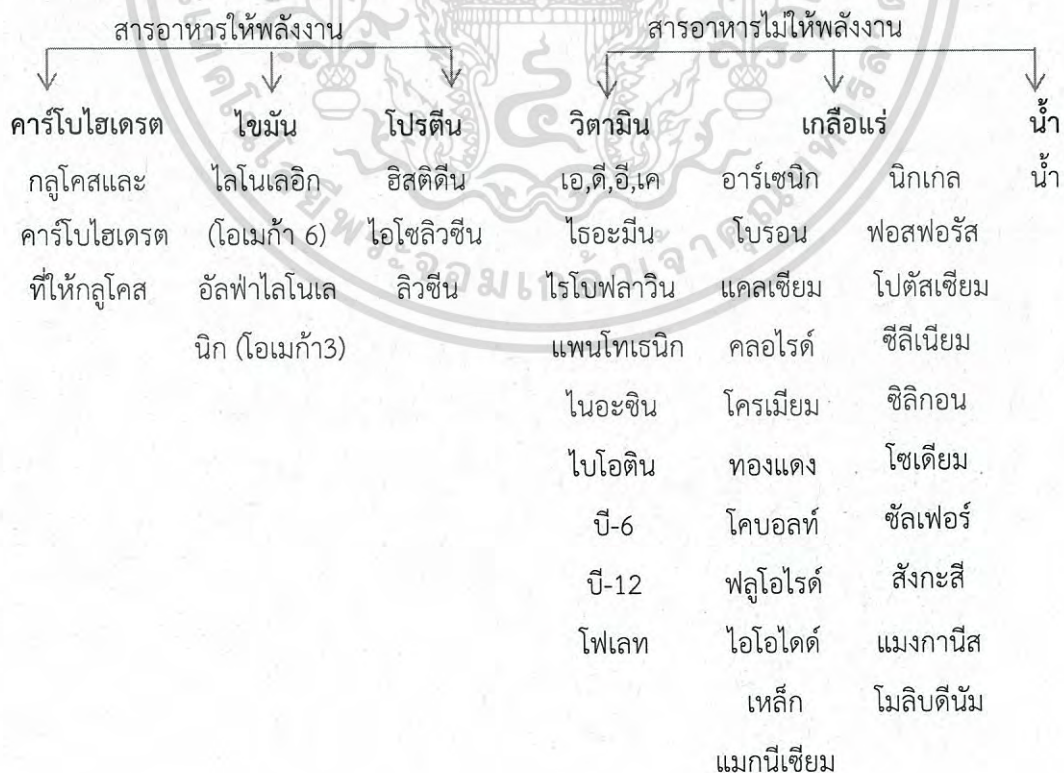 สารอาหารให้พลังงาน สารอาหารไม่ให้พลังงาน
คาร์โบไฮเดรต ไขมัน โปรตีน วิตามิน เกลือแร่ น้ำ
กลูโคสและ ไลโนเลอิก ฮิสติดีน เอ,ดี,อี,เค อาร์เซนิก นิกเกล น้ำ
คาร์โบไฮเดรต (โอเมก้า 6) ไอโซลิวซีน ไธอะมีน โบรอน ฟอสฟอรัส
ที่ให้กลูโคส อัลฟ่าไลโนเล ลิวซีน ไรโบฟลาวิน แคลเซียม โปตัสเซียม
นิก (โอเมก้า3) แพนโทเธนิก คลอไรด์ ซีลีเนียม
ไนอะซิน โครเมียม ซิลิกอน
ไบโอติน ทองแดง โซเดียม
บี-6 โคบอลท์ ซัลเฟอร์
บี-12 ฟลูโอไรด์ สังกะสี
โฟเลท ไอโอไดด์ แมงกานีส
เหล็ก โมลิบดีนัม
แมกนีเซียม